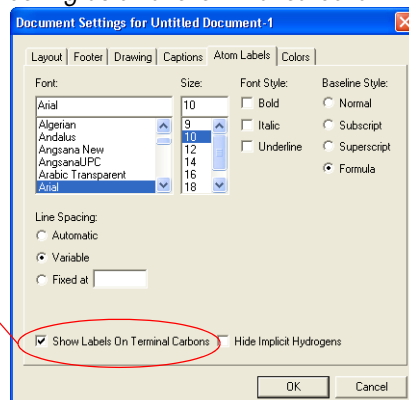 Document Settings for Untitled Document-1
Layout Footer Drawing Captions Atom Labels Colors
Font: Size: Font Style: Baseline Style:
Arial 10 Bold Normal
Algerian 9 Italic Subscript
Andalus 10 Underline Superscript
Angsana New 12 Formula
AngsanaUPC 14
Arabic Transparent 16
Arial 18
Line Spacing:
Automatic
Variable
Fixed at
Show Labels On Terminal Carbons Hide Implicit Hydrogens
OK Cancel